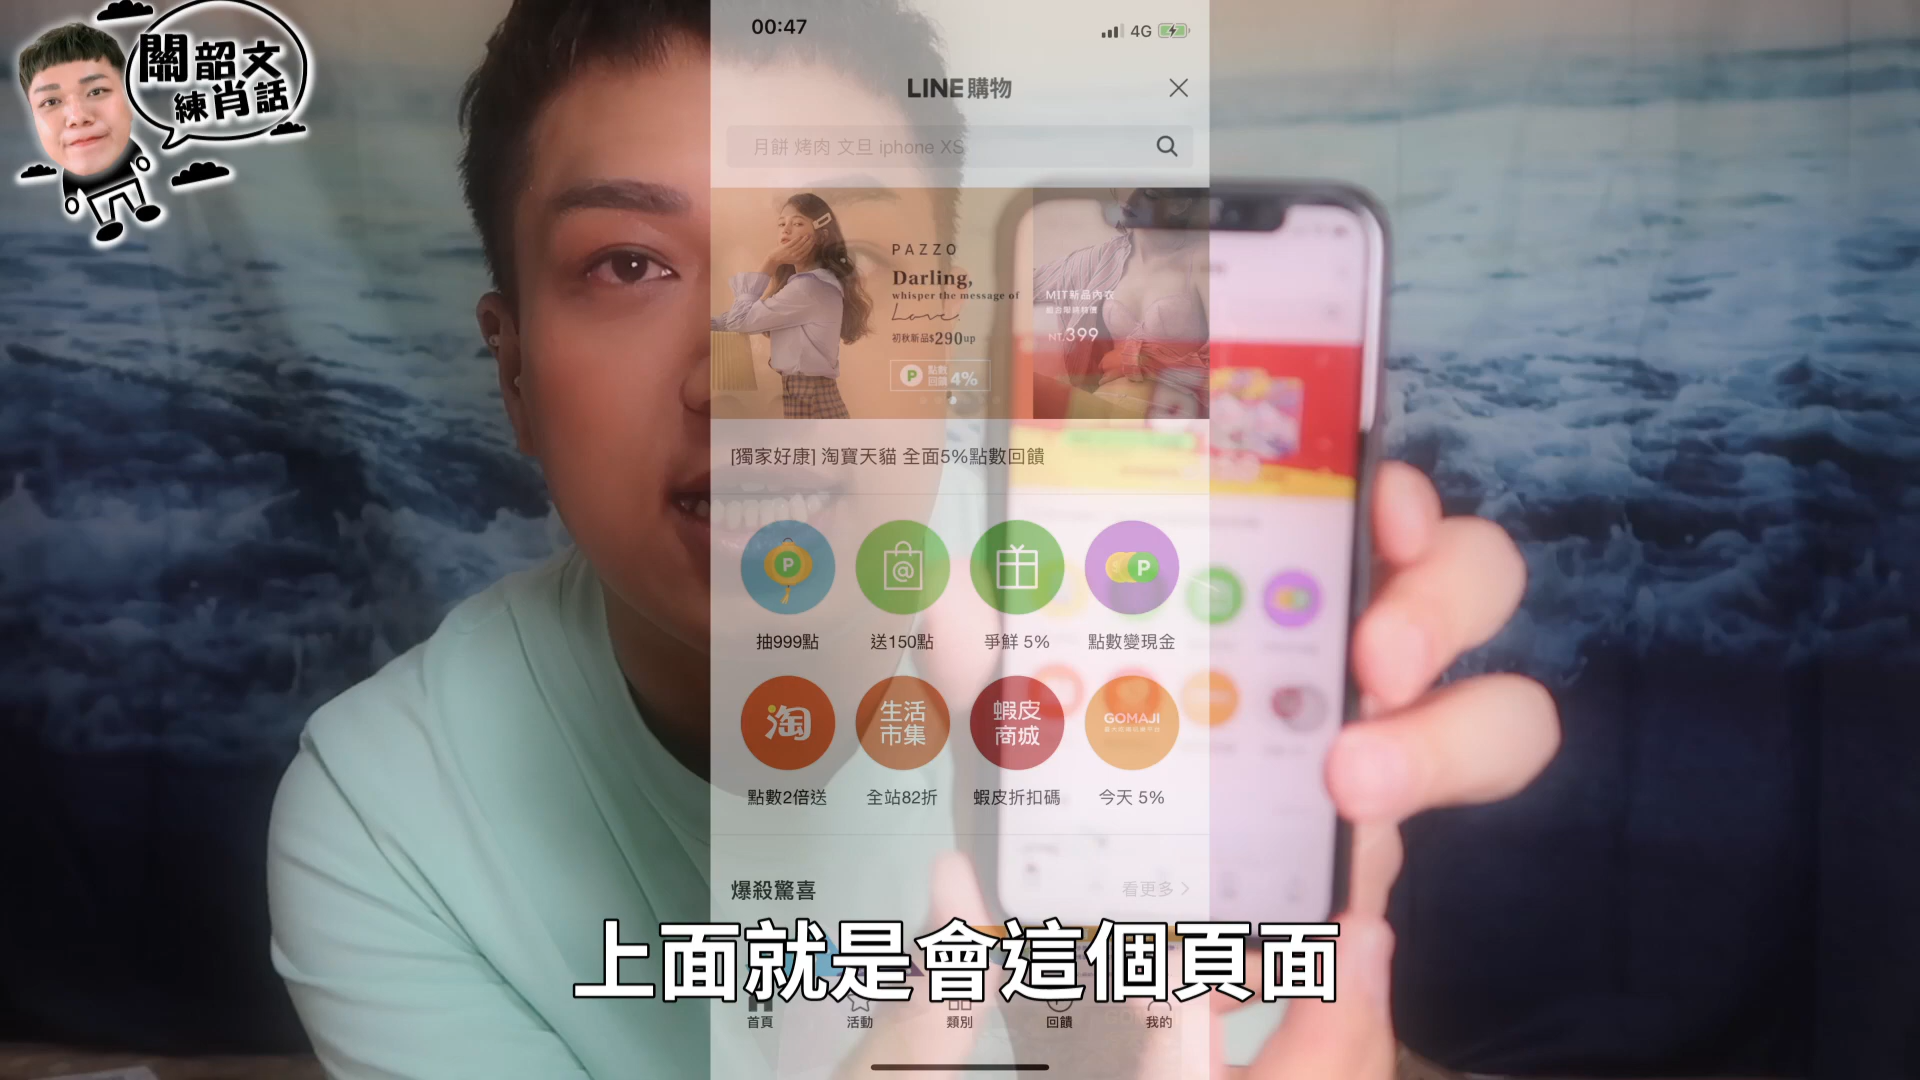 關韶文
練肖話
00:47
4G
LINE購物
月餅 烤肉 文旦 iphone XS
PAZZO
Darling,
whisper the message of
Love.
初秋新品$290up
點數
回饋 4%
MIT新品內衣
NT.399
[獨家好康] 淘寶天貓 全面5%點數回饋
P
@
P
抽999點
送150點
爭鮮 5%
點數變現金
淘
生活
市集
蝦皮
商城
GOMAJI
點數2倍送
全站82折
蝦皮折扣碼
今天 5%
爆殺驚喜
看更多
上面就是會這個頁面
首頁
活動
類別
回饋
我的